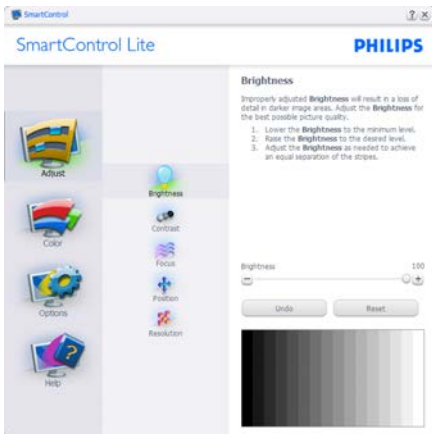 SmartControl
SmartControl Lite
PHILIPS
Adjust
Color
Options
Help
Brightness
Contrast
Focus
Position
Resolution
Brightness
Improperly adjusted Brightness will result in a loss of
detail in darker image areas. Adjust the Brightness for
the best possible picture quality.
1. Lower the Brightness to the minimum level.
2. Raise the Brightness to the desired level.
3. Adjust the Brightness as needed to achieve
an equal separation of the stripes.
Brightness 100
Undo Reset